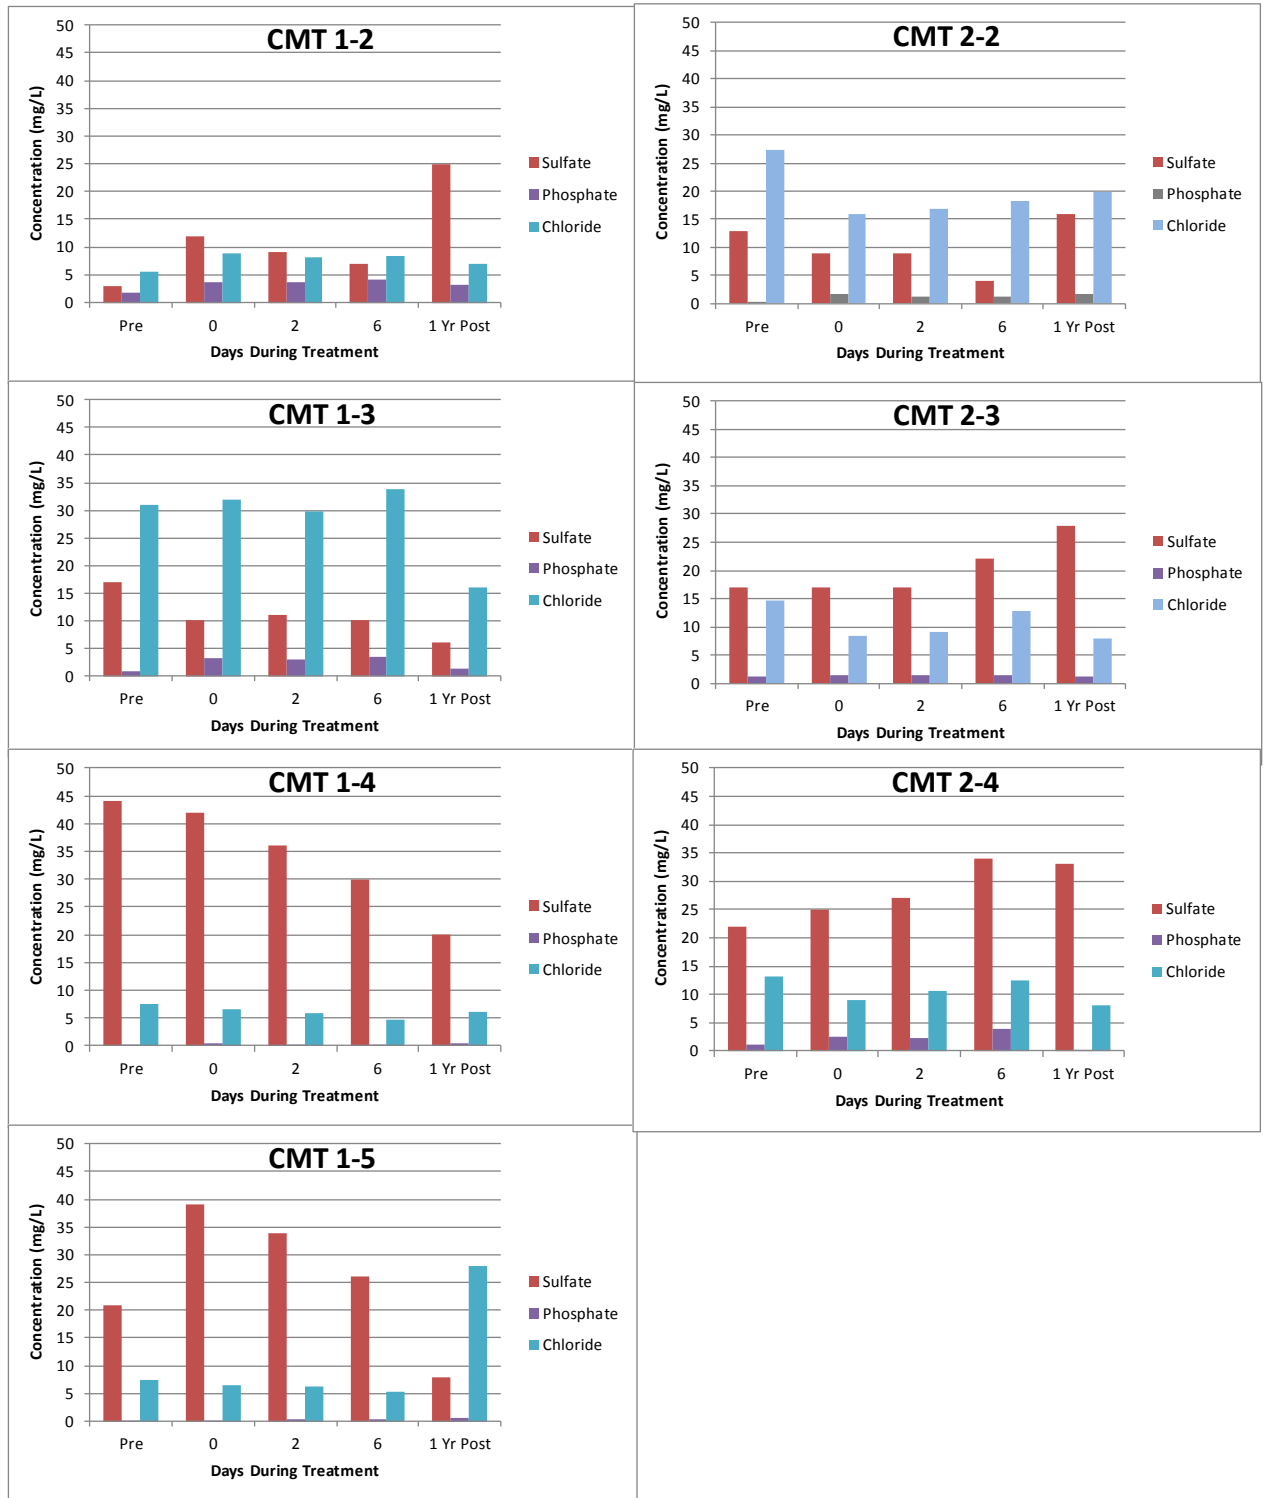 CMT 1-2
Concentration (mg/L)
50
45
40
35
30
25
20
15
10
5
0
Pre 0 2 6 1 Yr Post
Days During Treatment
Sulfate
Phosphate
Chloride
CMT 2-2
Concentration (mg/L)
50
45
40
35
30
25
20
15
10
5
0
Pre 0 2 6 1 Yr Post
Days During Treatment
Sulfate
Phosphate
Chloride
CMT 1-3
Concentration (mg/L)
50
45
40
35
30
25
20
15
10
5
0
Pre 0 2 6 1 Yr Post
Days During Treatment
Sulfate
Phosphate
Chloride
CMT 2-3
Concentration (mg/L)
50
45
40
35
30
25
20
15
10
5
0
Pre 0 2 6 1 Yr Post
Days During Treatment
Sulfate
Phosphate
Chloride
CMT 1-4
Concentration (mg/L)
50
45
40
35
30
25
20
15
10
5
0
Pre 0 2 6 1 Yr Post
Days During Treatment
Sulfate
Phosphate
Chloride
CMT 2-4
Concentration (mg/L)
50
45
40
35
30
25
20
15
10
5
0
Pre 0 2 6 1 Yr Post
Days During Treatment
Sulfate
Phosphate
Chloride
CMT 1-5
Concentration (mg/L)
50
45
40
35
30
25
20
15
10
5
0
Pre 0 2 6 1 Yr Post
Days During Treatment
Sulfate
Phosphate
Chloride